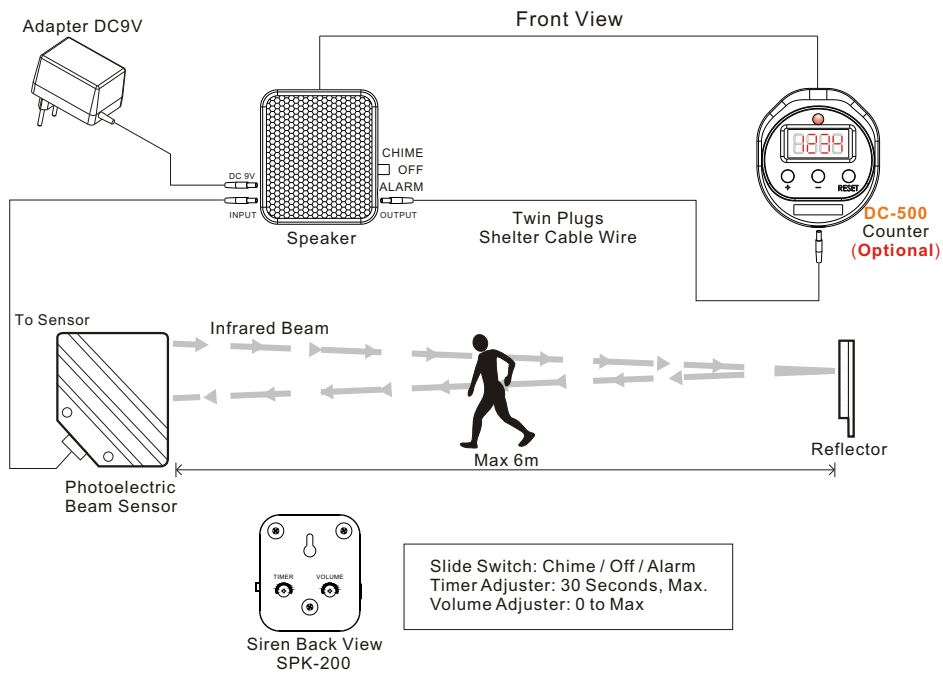 Front View
Adapter DC9V
1234
+
−
RESET
CHIME
OFF
ALARM
DC 9V
INPUT
OUTPUT
Speaker
Twin Plugs
Shelter Cable Wire
DC-500
Counter
(Optional)
To Sensor
Infrared Beam
Max 6m
Reflector
Photoelectric
Beam Sensor
TIMER
VOLUME
Siren Back View
SPK-200
Slide Switch: Chime / Off / Alarm
Timer Adjuster: 30 Seconds, Max.
Volume Adjuster: 0 to Max